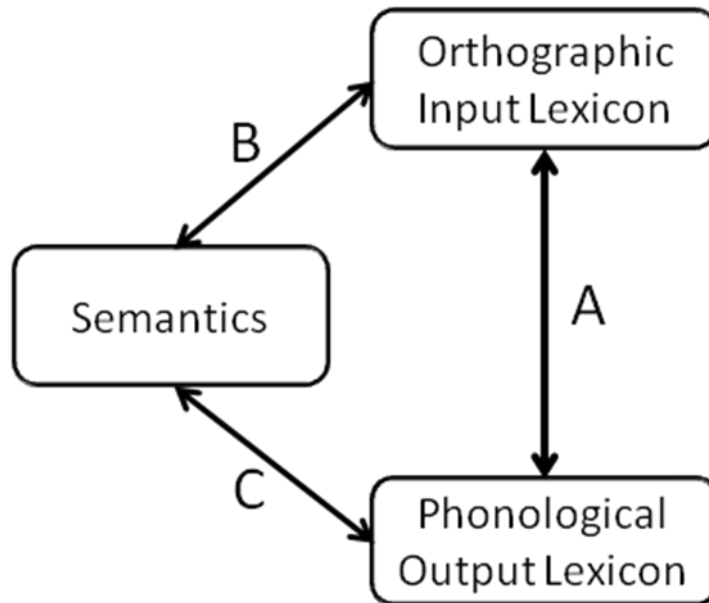 Orthographic
Input Lexicon
B
Semantics
A
C
Phonological
Output Lexicon